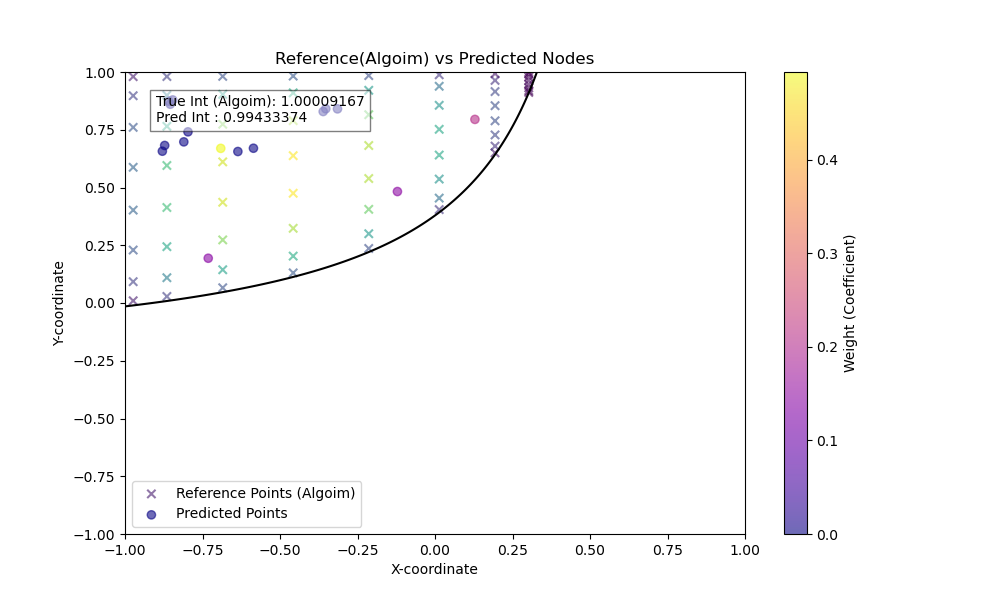 Reference(Algoim) vs Predicted Nodes
True Int (Algoim): 1.00009167
Pred Int : 0.99433374
1.00
0.75
0.50
0.25
0.00
−0.25
−0.50
−0.75
−1.00
Y-coordinate
Reference Points (Algoim)
Predicted Points
−1.00 −0.75 −0.50 −0.25 0.00 0.25 0.50 0.75 1.00
X-coordinate
0.4
0.3
0.2
0.1
0.0
Weight (Coefficient)